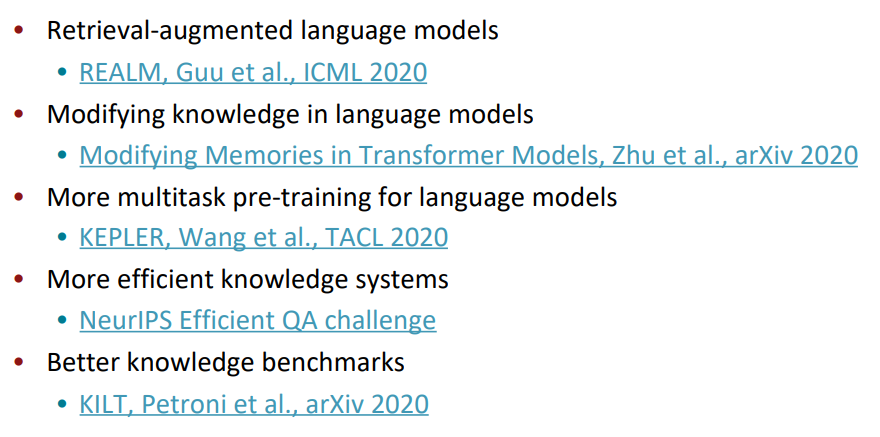 • Retrieval-augmented language models
• REALM, Guu et al., ICML 2020
• Modifying knowledge in language models
• Modifying Memories in Transformer Models, Zhu et al., arXiv 2020
• More multitask pre-training for language models
• KEPLER, Wang et al., TACL 2020
• More efficient knowledge systems
• NeurIPS Efficient QA challenge
• Better knowledge benchmarks
• KILT, Petroni et al., arXiv 2020